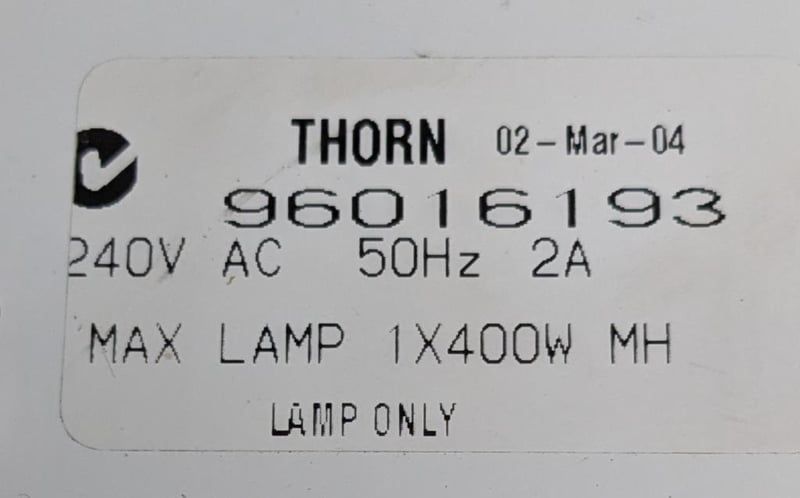 THORN 02-Mar-04
96016193
240V AC 50Hz 2A
MAX LAMP 1X400W MH
LAMP ONLY